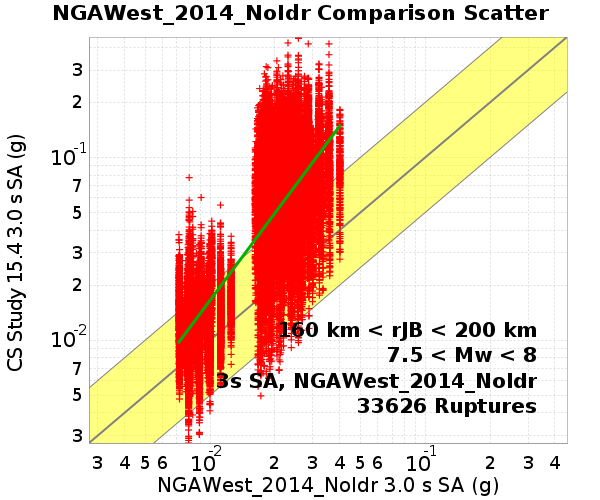 NGAWest_2014_NoIdr Comparison Scatter
CS Study 15.4 3.0 s SA (g)
3
2
10-1
7
5
3
2
10-2
7
5
3
160 km < rJB < 200 km
7.5 < Mw < 8
3s SA, NGAWest_2014_NoIdr
33626 Ruptures
3 4 5 6 10-2 2 3 4 5 6 10-1 2 3 4
NGAWest_2014_NoIdr 3.0 s SA (g)